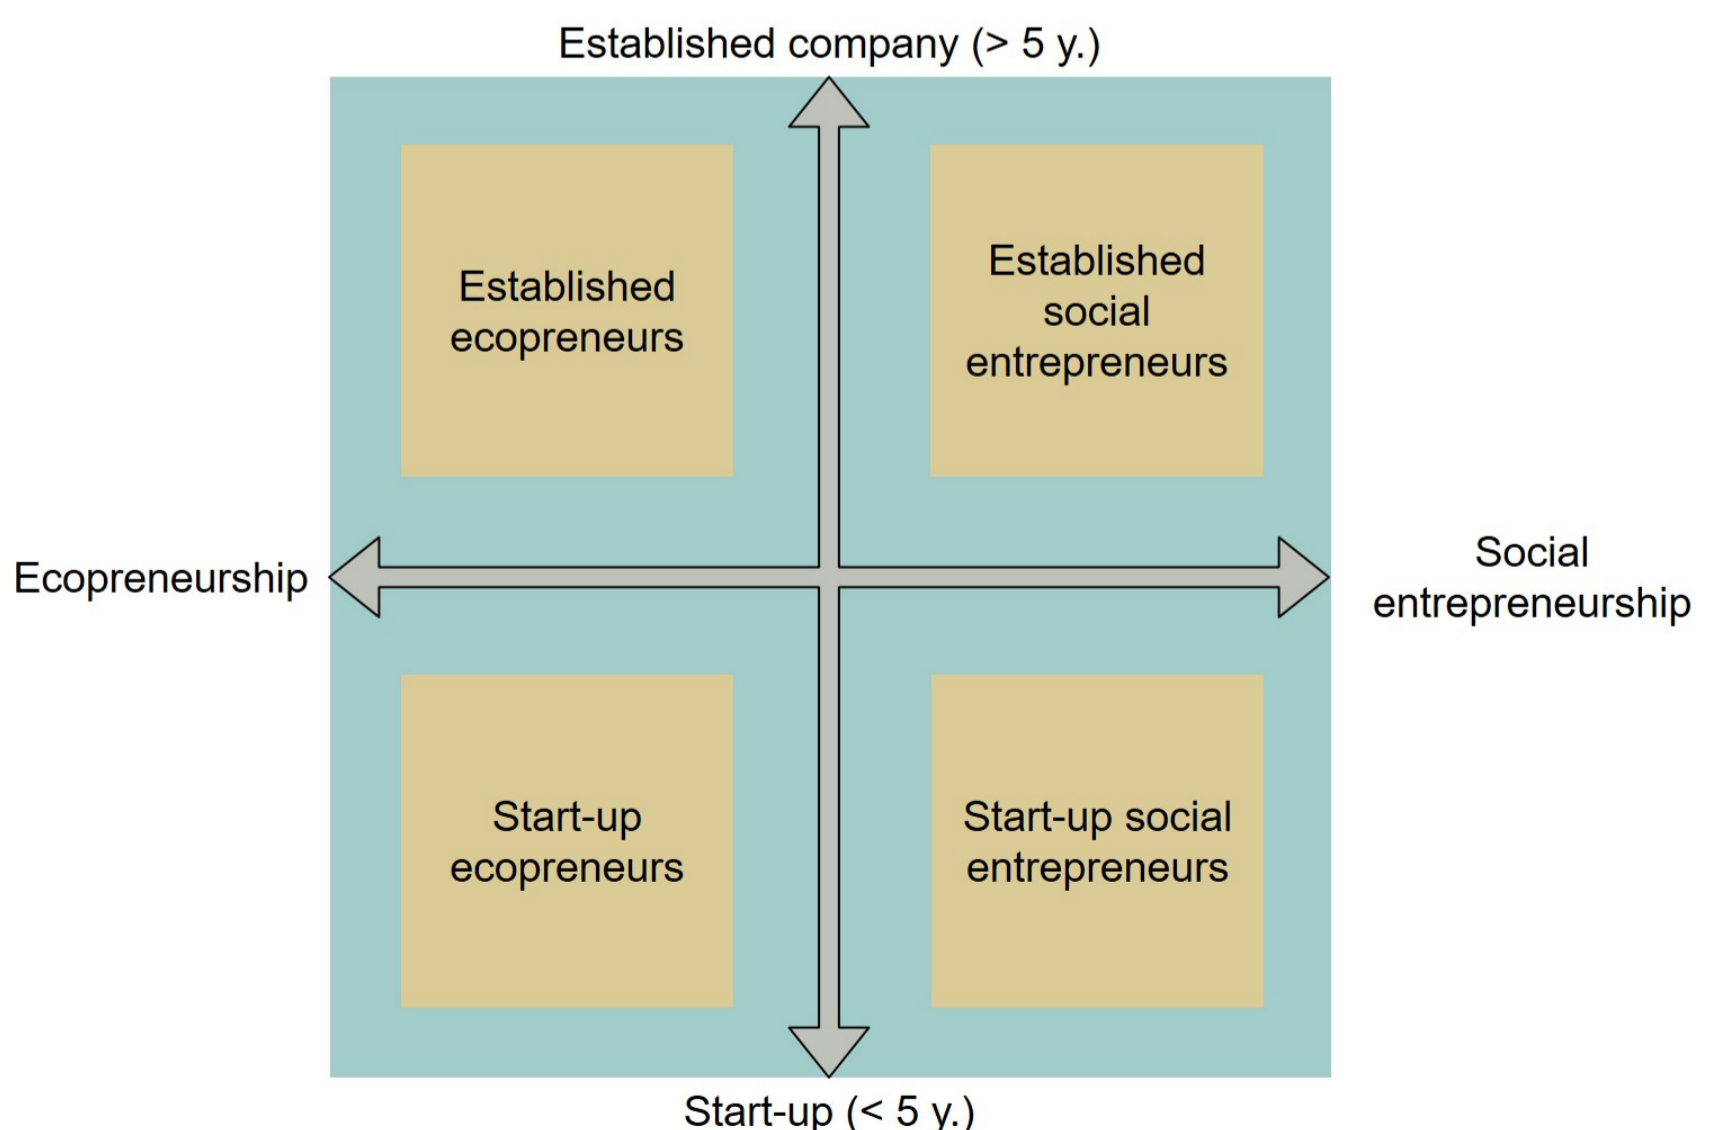 Established company (> 5 y.)
Established
ecopreneurs
Established
social
entrepreneurs
Ecopreneurship
Social
entrepreneurship
Start-up
ecopreneurs
Start-up social
entrepreneurs
Start-up (< 5 y.)